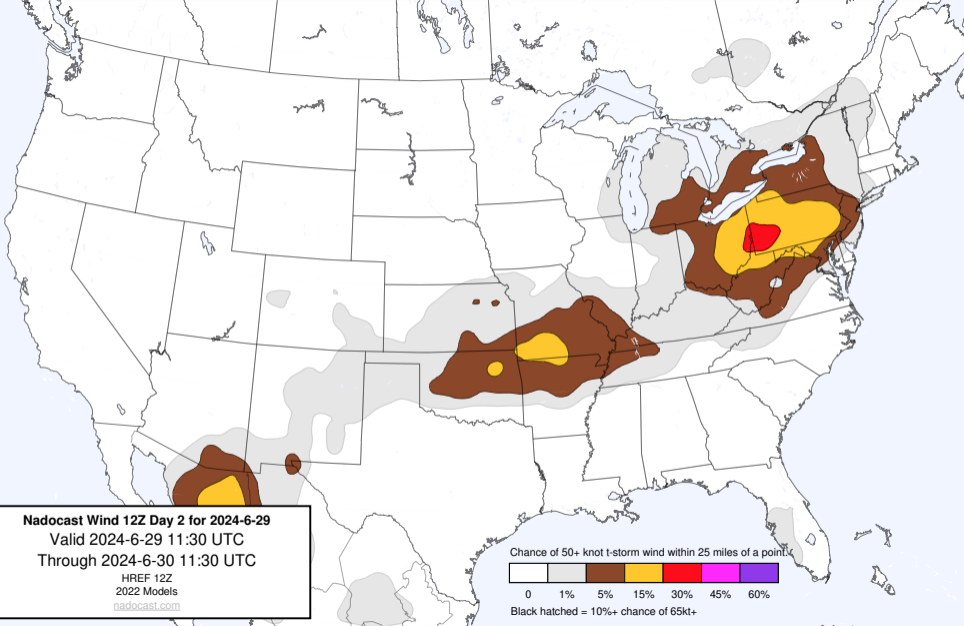 Nadocast Wind 12Z Day 2 for 2024-6-29
Valid 2024-6-29 11:30 UTC
Through 2024-6-30 11:30 UTC
HREF 12Z
2022 Models
nadocast.com
Chance of 50+ knot t-storm wind within 25 miles of a point.
0 1% 5% 15% 30% 45% 60%
Black hatched = 10%+ chance of 65kt+